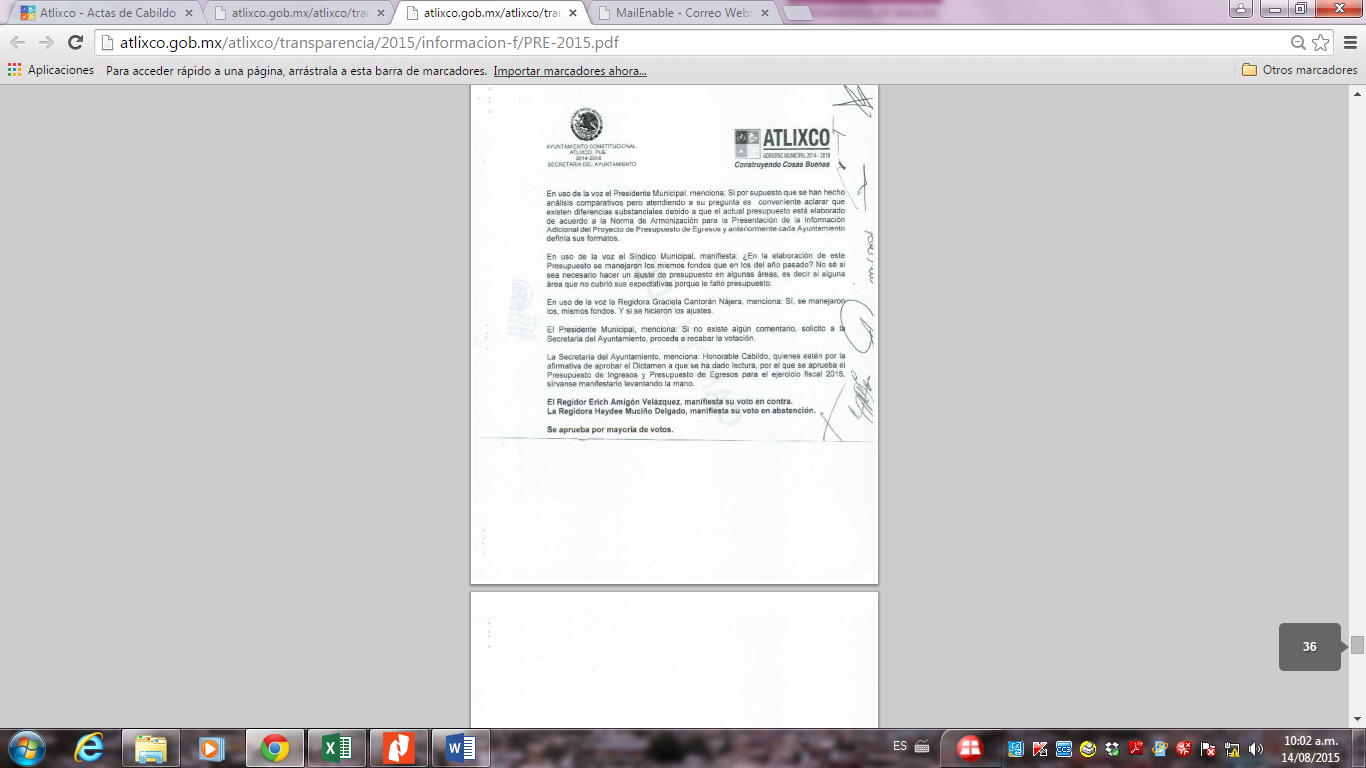 Atlixco - Actas de Cabildo
atlixco.gob.mx/atlixco/tra
atlixco.gob.mx/atlixco/tra
MailEnable - Correo Web
atlixco.gob.mx/atlixco/transparencia/2015/informacion-f/PRE-2015.pdf
Aplicaciones
Para acceder rápido a una página, arrástrala a esta barra de marcadores. Importar marcadores ahora...
Otros marcadores
AYUNTAMIENTO CONSTITUCIONAL
ATLIXCO, PUE.
2014-2018
SECRETARIA DEL AYUNTAMIENTO
ATLIXCO
GOBIERNO MUNICIPAL 2014 - 2018
Construyendo Cosas Buenas
En uso de la voz el Presidente Municipal, menciona: Si por supuesto que se han hecho
análisis comparativos pero atendiendo a su pregunta es conveniente aclarar que
existen diferencias substanciales debido a que el actual presupuesto está elaborado
de acuerdo a la Norma de Armonización para la Presentación de la Información
Adicional del Proyecto de Presupuesto de Egresos y anteriormente cada Ayuntamiento
definía sus formatos.
En uso de la voz el Síndico Municipal, manifiesta: ¿En la elaboración de este
Presupuesto se manejaron los mismos fondos que en los del año pasado? No sé si
sea necesario hacer un ajuste de presupuesto en algunas áreas, es decir si alguna
área que no cubrió sus expectativas porque le faltó presupuesto.
En uso de la voz la Regidora Graciela Cantorán Nájera, menciona: Sí, se manejaron
los, mismos fondos. Y si se hicieron los ajustes.
El Presidente Municipal, menciona: Si no existe algún comentario, solicito a la
Secretaria del Ayuntamiento, proceda a recabar la votación.
La Secretaria del Ayuntamiento, menciona: Honorable Cabildo, quienes estén por la
afirmativa de aprobar el Dictamen a que se ha dado lectura, por el que se aprueba el
Presupuesto de Ingresos y Presupuesto de Egresos para el ejercicio fiscal 2015,
sírvanse manifestarlo levantando la mano.
El Regidor Erich Amigón Velázquez, manifiesta su voto en contra.
La Regidora Haydee Muciño Delgado, manifiesta su voto en abstención.
Se aprueba por mayoría de votos.
36
ES
10:02 a.m.
14/08/2015